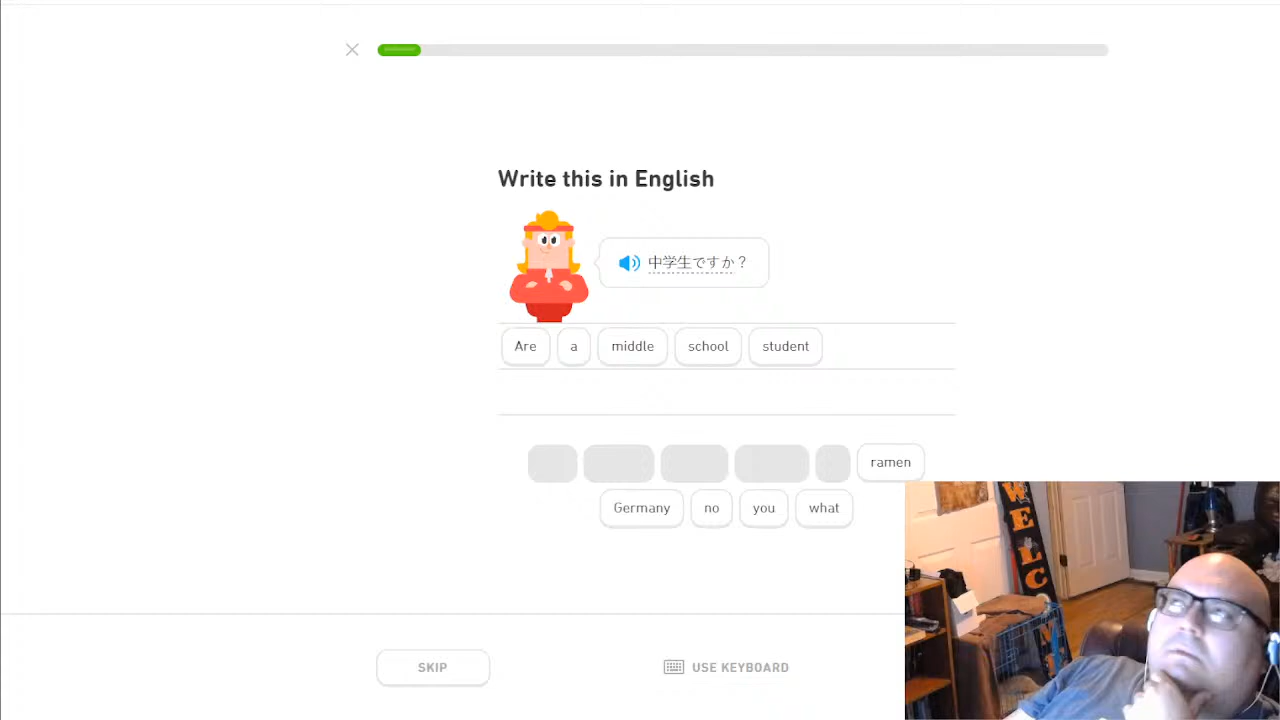 Write this in English
中学生ですか？
Are a middle school student
ramen
Germany no you what
SKIP
USE KEYBOARD
WELC